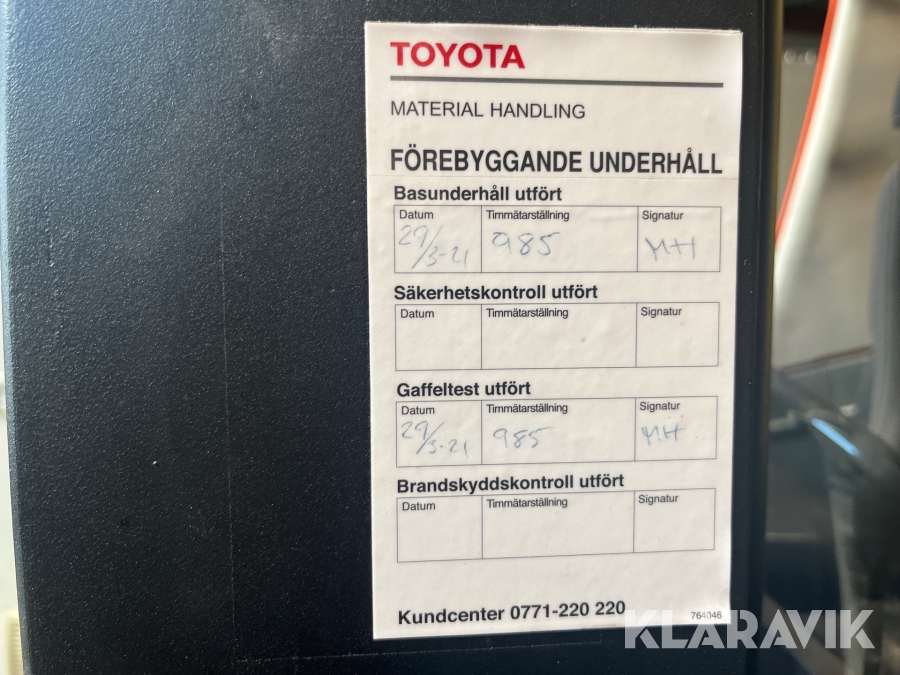 TOYOTA
MATERIAL HANDLING
FÖREBYGGANDE UNDERHÅLL
Basunderhåll utfört
Datum Timmätarställning Signatur
29/3-21 985 MH
Säkerhetskontroll utfört
Datum Timmätarställning Signatur
Gaffeltest utfört
Datum Timmätarställning Signatur
29/3-21 985 MH
Brandskyddskontroll utfört
Datum Timmätarställning Signatur
Kundcenter 0771-220 220 764046
KLARAVIK